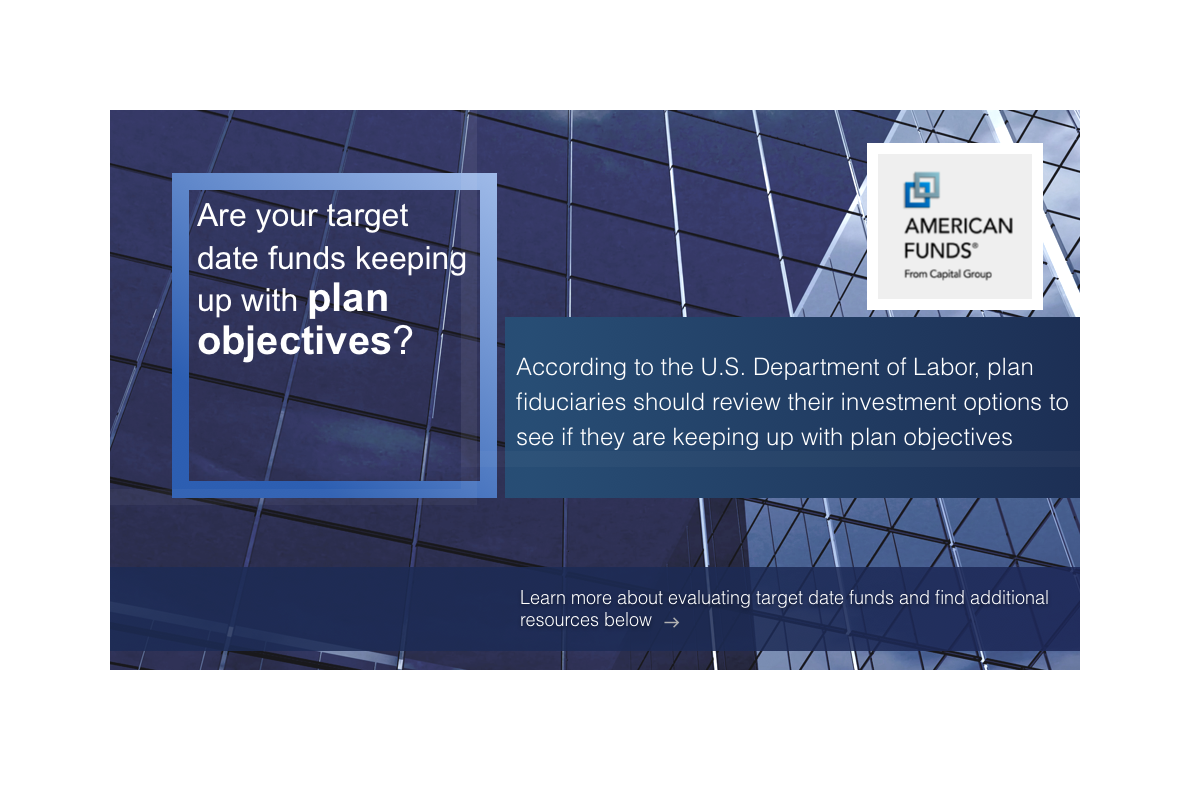 Are your target
date funds keeping
up with plan
objectives?
AMERICAN
FUNDS®
From Capital Group
According to the U.S. Department of Labor, plan
fiduciaries should review their investment options to
see if they are keeping up with plan objectives
Learn more about evaluating target date funds and find additional
resources below →